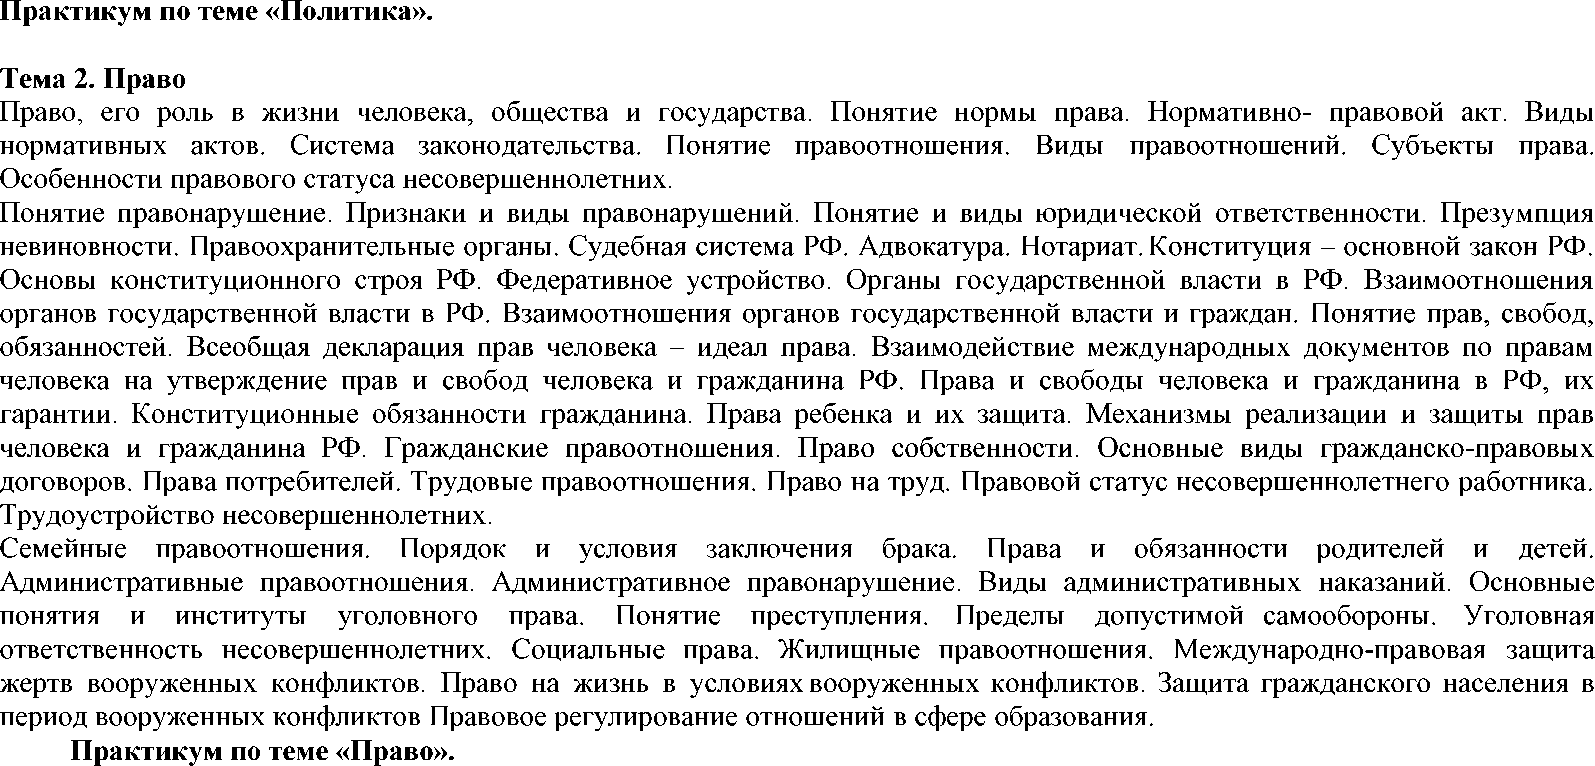 Практикум по теме «Политика».
Тема 2. Право
Право, его роль в жизни человека, общества и государства. Понятие нормы права. Нормативно- правовой акт. Виды
нормативных актов. Система законодательства. Понятие правоотношения. Виды правоотношений. Субъекты права.
Особенности правового статуса несовершеннолетних.
Понятие правонарушение. Признаки и виды правонарушений. Понятие и виды юридической ответственности. Презумпция
невиновности. Правоохранительные органы. Судебная система РФ. Адвокатура. Нотариат. Конституция – основной закон РФ.
Основы конституционного строя РФ. Федеративное устройство. Органы государственной власти в РФ. Взаимоотношения
органов государственной власти в РФ. Взаимоотношения органов государственной власти и граждан. Понятие прав, свобод,
обязанностей. Всеобщая декларация прав человека – идеал права. Взаимодействие международных документов по правам
человека на утверждение прав и свобод человека и гражданина РФ. Права и свободы человека и гражданина в РФ, их
гарантии. Конституционные обязанности гражданина. Права ребенка и их защита. Механизмы реализации и защиты прав
человека и гражданина РФ. Гражданские правоотношения. Право собственности. Основные виды гражданско-правовых
договоров. Права потребителей. Трудовые правоотношения. Право на труд. Правовой статус несовершеннолетнего работника.
Трудоустройство несовершеннолетних.
Семейные правоотношения. Порядок и условия заключения брака. Права и обязанности родителей и детей.
Административные правоотношения. Административное правонарушение. Виды административных наказаний. Основные
понятия и институты уголовного права. Понятие преступления. Пределы допустимой самообороны. Уголовная
ответственность несовершеннолетних. Социальные права. Жилищные правоотношения. Международно-правовая защита
жертв вооруженных конфликтов. Право на жизнь в условиях вооруженных конфликтов. Защита гражданского населения в
период вооруженных конфликтов Правовое регулирование отношений в сфере образования.
Практикум по теме «Право».